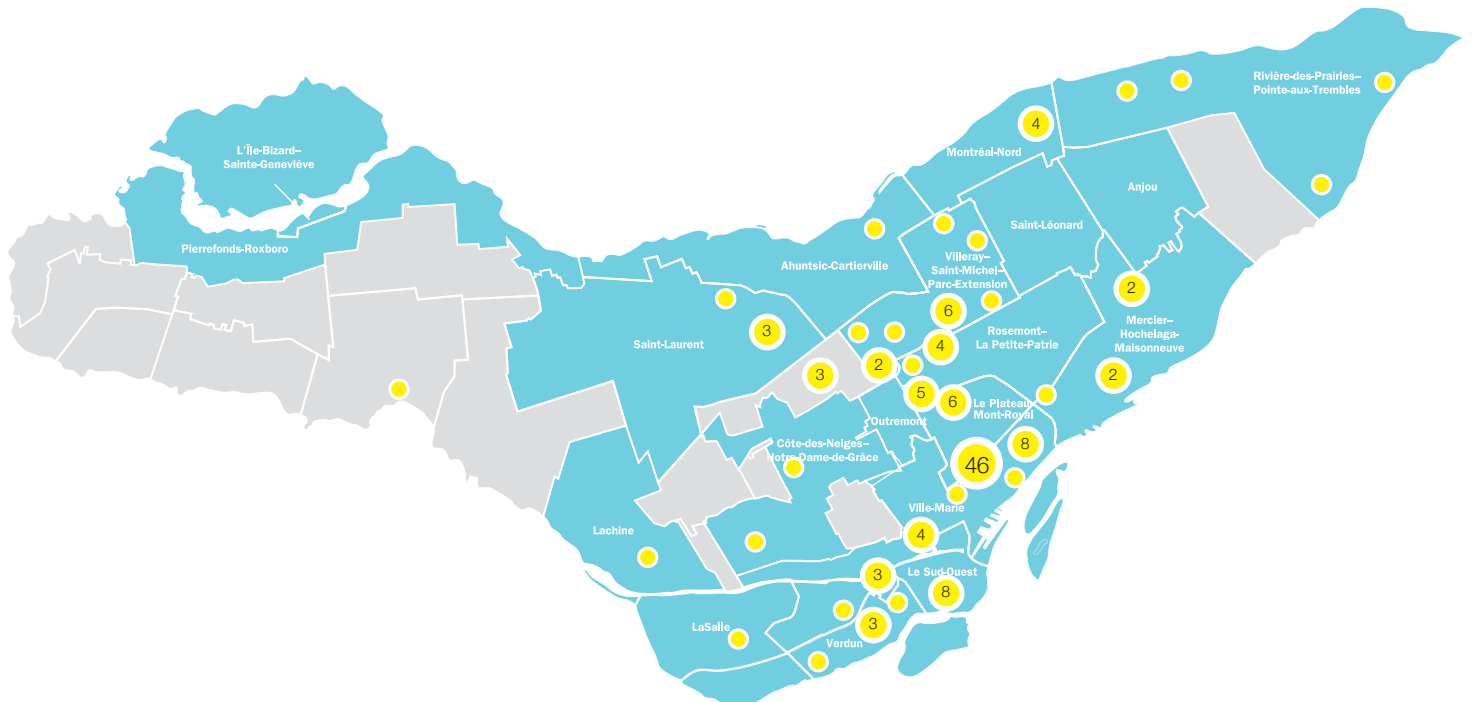 Rivière-des-Prairies–
Pointe-aux-Trembles
4
Montréal-Nord
L'Île-Bizard–
Sainte-Geneviève
Anjou
Saint-Léonard
Pierrefonds-Roxboro
Ahuntsic-Cartierville
Villeray–
Saint-Michel–
Parc-Extension
2
6
Mercier–
Hochelaga-
Maisonneuve
Saint-Laurent
3
Rosemont–
La Petite-Patrie
4
2
3
2
5
6
Le Plateau-
Mont-Royal
Outremont
Côte-des-Neiges–
Notre-Dame-de-Grâce
8
46
Ville-Marie
Lachine
4
3
Le Sud-Ouest
8
LaSalle
3
Verdun